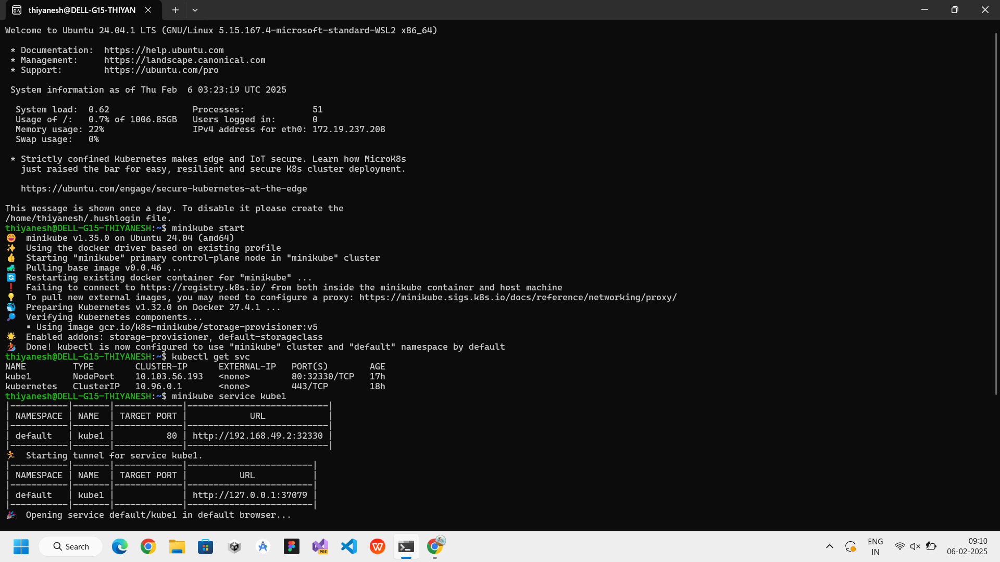 thiyanesh@DELL-G15-THIYAN
Welcome to Ubuntu 24.04.1 LTS (GNU/Linux 5.15.167.4-microsoft-standard-WSL2 x86_64)
* Documentation:  https://help.ubuntu.com
* Management:     https://landscape.canonical.com
* Support:        https://ubuntu.com/pro
System information as of Thu Feb  6 03:23:19 UTC 2025
System load:  0.62                Processes:             51
Usage of /:   0.7% of 1006.85GB   Users logged in:       0
Memory usage: 22%                 IPv4 address for eth0: 172.19.237.208
Swap usage:   0%
* Strictly confined Kubernetes makes edge and IoT secure. Learn how MicroK8s
just raised the bar for easy, resilient and secure K8s cluster deployment.
https://ubuntu.com/engage/secure-kubernetes-at-the-edge
This message is shown once a day. To disable it please create the
/home/thiyanesh/.hushlogin file.
thiyanesh@DELL-G15-THIYANESH:~$ minikube start
😄  minikube v1.35.0 on Ubuntu 24.04 (amd64)
✨  Using the docker driver based on existing profile
👍  Starting "minikube" primary control-plane node in "minikube" cluster
🚜  Pulling base image v0.0.46 ...
🔄  Restarting existing docker container for "minikube" ...
❗  Failing to connect to https://registry.k8s.io/ from both inside the minikube container and host machine
💡  To pull new external images, you may need to configure a proxy: https://minikube.sigs.k8s.io/docs/reference/networking/proxy/
🐳  Preparing Kubernetes v1.32.0 on Docker 27.4.1 ...
🔎  Verifying Kubernetes components...
▪ Using image gcr.io/k8s-minikube/storage-provisioner:v5
🌟  Enabled addons: storage-provisioner, default-storageclass
🏄  Done! kubectl is now configured to use "minikube" cluster and "default" namespace by default
thiyanesh@DELL-G15-THIYANESH:~$ kubectl get svc
NAME         TYPE        CLUSTER-IP      EXTERNAL-IP   PORT(S)        AGE
kube1        NodePort    10.103.56.193   <none>        80:32330/TCP   17h
kubernetes   ClusterIP   10.96.0.1       <none>        443/TCP        18h
thiyanesh@DELL-G15-THIYANESH:~$ minikube service kube1
|-----------|-------|-------------|---------------------------|
| NAMESPACE | NAME  | TARGET PORT |            URL            |
|-----------|-------|-------------|---------------------------|
| default   | kube1 |          80 | http://192.168.49.2:32330 |
|-----------|-------|-------------|---------------------------|
🏃  Starting tunnel for service kube1.
|-----------|-------|-------------|------------------------|
| NAMESPACE | NAME  | TARGET PORT |          URL           |
|-----------|-------|-------------|------------------------|
| default   | kube1 |             | http://127.0.0.1:37079 |
|-----------|-------|-------------|------------------------|
🎉  Opening service default/kube1 in default browser...
Search
PRE
ENG
IN
09:10
06-02-2025